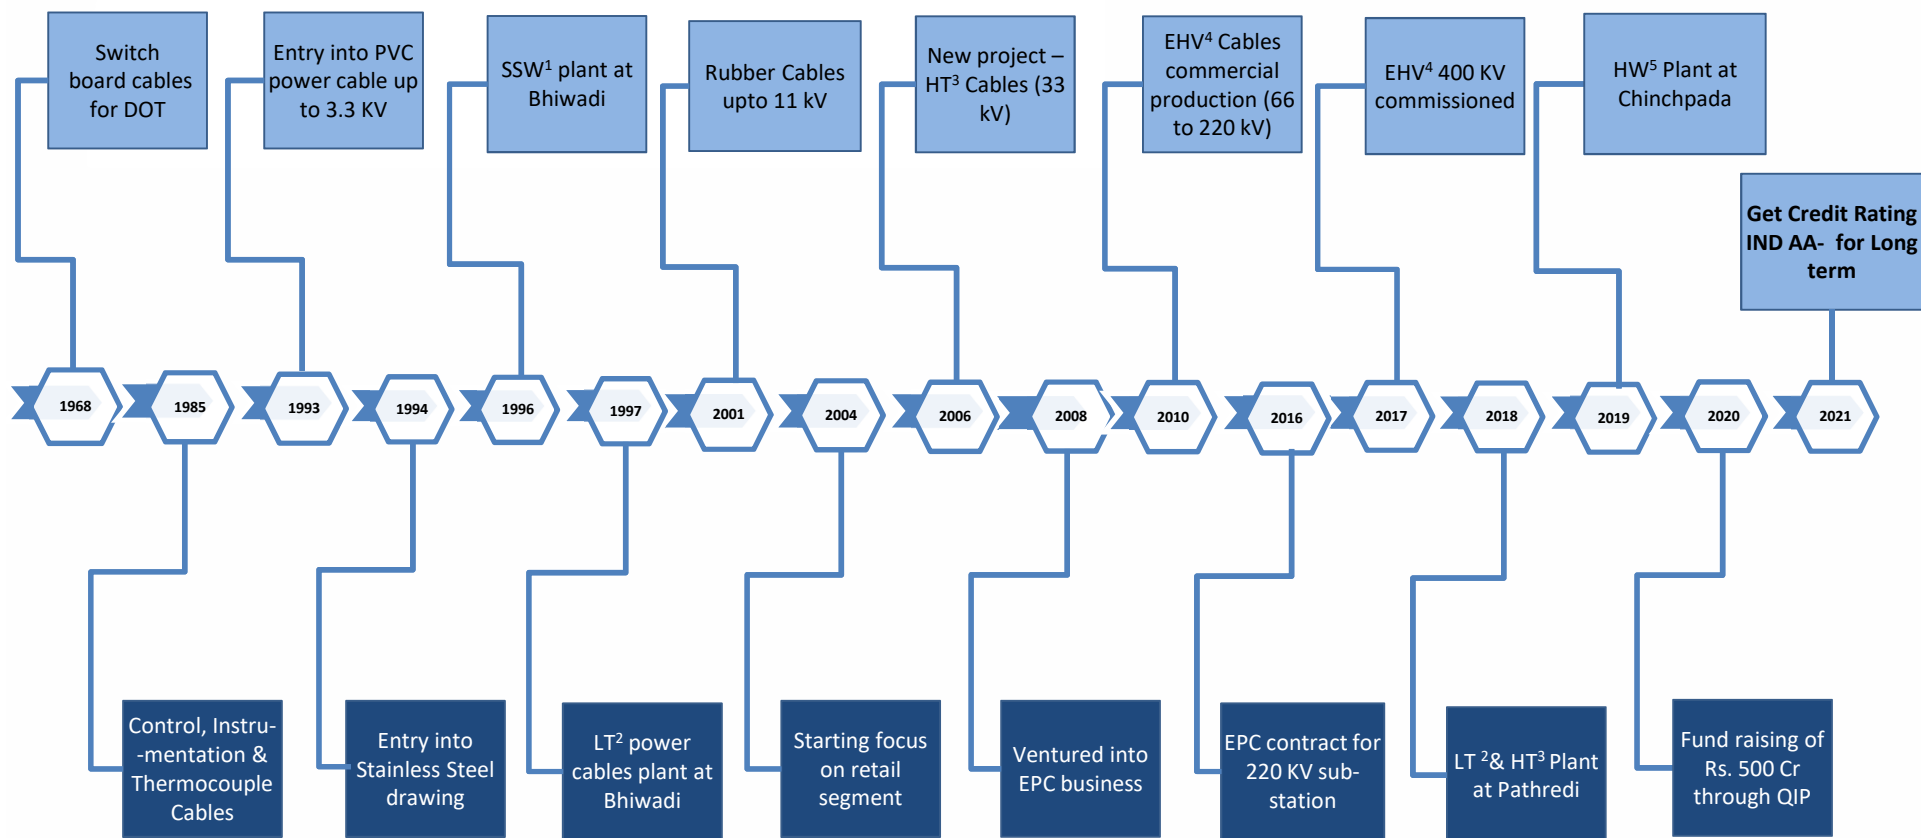 Switch
board cables
for DOT
Entry into PVC
power cable up
to 3.3 KV
SSW¹ plant at
Bhiwadi
Rubber Cables
upto 11 kV
New project –
HT³ Cables (33
kV)
EHV⁴ Cables
commercial
production (66
to 220 kV)
EHV⁴ 400 KV
commissioned
HW⁵ Plant at
Chinchpada
Get Credit Rating
IND AA-  for Long
term
1968
1985
1993
1994
1996
1997
2001
2004
2006
2008
2010
2016
2017
2018
2019
2020
2021
Control, Instru-
-mentation &
Thermocouple
Cables
Entry into
Stainless Steel
drawing
LT² power
cables plant at
Bhiwadi
Starting focus
on retail
segment
Ventured into
EPC business
EPC contract for
220 KV sub-
station
LT ²& HT³ Plant
at Pathredi
Fund raising of
Rs. 500 Cr
through QIP